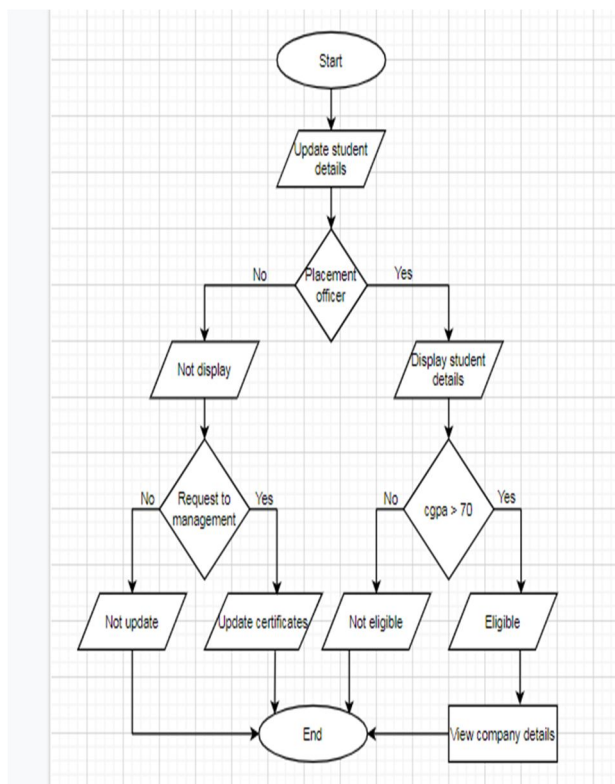 Start
Update student
details
Placement
officer
No
Yes
Not display
Display student
details
No
Request to
management
Yes
No
cgpa > 70
Yes
Not update
Update certificates
Not eligible
Eligible
End
View company details